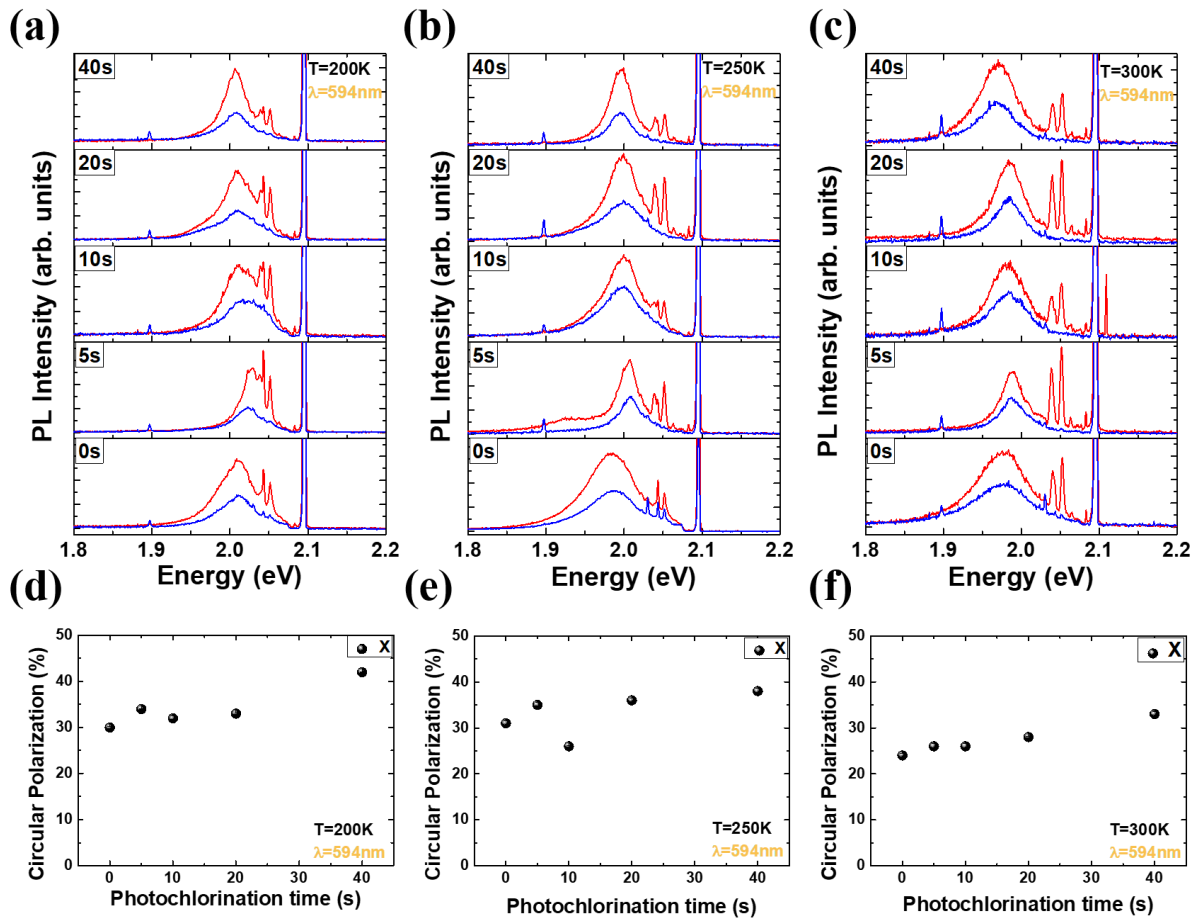 (a)
(b)
(c)
40s
T=200K
λ=594nm
20s
10s
5s
0s
PL Intensity (arb. units)
1.8 1.9 2.0 2.1 2.2
Energy (eV)
40s
T=250K
λ=594nm
20s
10s
5s
0s
PL Intensity (arb. units)
1.8 1.9 2.0 2.1 2.2
Energy (eV)
40s
T=300K
λ=594nm
20s
10s
5s
0s
PL Intensity (arb. units)
1.8 1.9 2.0 2.1 2.2
Energy (eV)
(d)
(e)
(f)
Circular Polarization (%)
50
40
30
20
10
0
X
T=200K
λ=594nm
0 10 20 30 40
Photochlorination time (s)
Circular Polarization (%)
50
40
30
20
10
0
X
T=250K
λ=594nm
0 10 20 30 40
Photochlorination time (s)
Circular Polarization (%)
50
40
30
20
10
0
X
T=300K
λ=594nm
0 10 20 30 40
Photochlorination time (s)